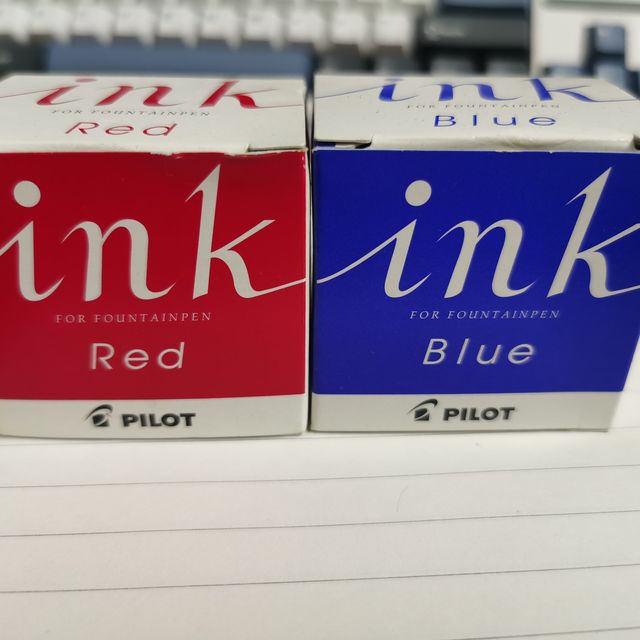 ink
FOR FOUNTAINPEN
Red
ink
FOR FOUNTAINPEN
Red
PILOT
ink
FOR FOUNTAINPEN
Blue
ink
FOR FOUNTAINPEN
Blue
PILOT